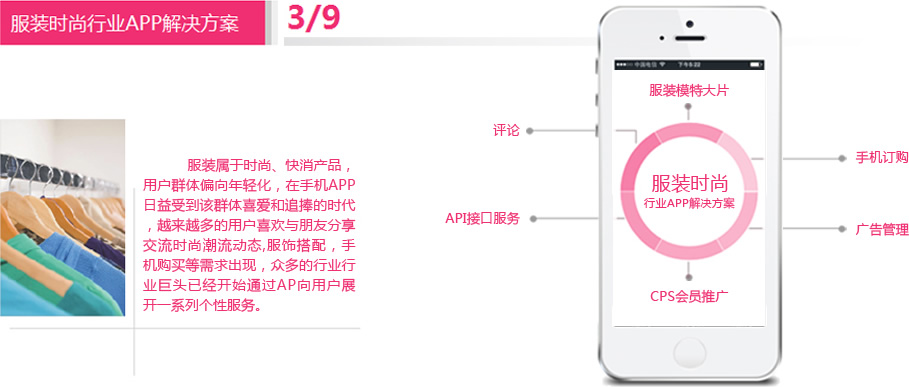 服装时尚行业APP解决方案
3/9
服装属于时尚、快消产品，
用户群体偏向年轻化，在手机APP
日益受到该群体喜爱和追捧的时代
，越来越多的用户喜欢与朋友分享
交流时尚潮流动态,服饰搭配，手
机购买等需求出现，众多的行业行
业巨头已经开始通过AP向用户展
开一系列个性服务。
中国电信
下午5:22
服装模特大片
评论
手机订购
服装时尚
行业APP解决方案
API接口服务
广告管理
CPS会员推广